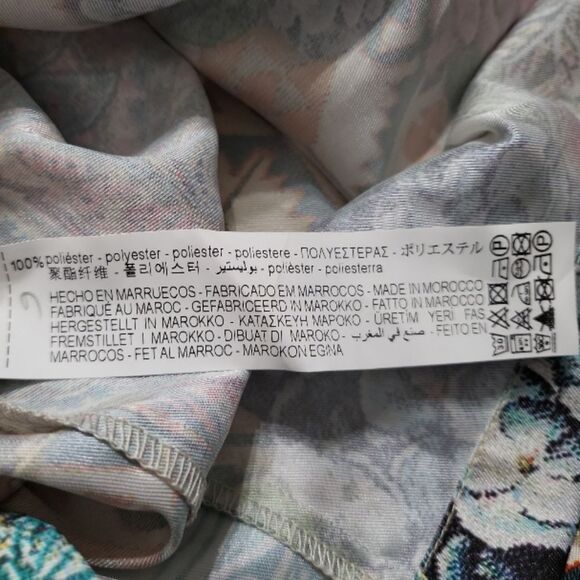 100% poliéster - polyester - poliester - poliestere - ΠΟΛΥΕΣΤΕΡΑΣ - ポリエステル
聚酯纤维 - 폴리에스터 - بوليستير - polièster - poliesterra
HECHO EN MARRUECOS - FABRICADO EM MARROCOS - MADE IN MOROCCO
FABRIQUÉ AU MAROC - GEFABRICEERD IN MAROKKO - FATTO IN MAROCCO
HERGESTELLT IN MAROKKO - ΚΑΤΑΣΚΕΥΗ ΜΑΡΟΚΟ - ÜRETİM YERİ FAS
FREMSTILLET I MAROKKO - DIBUAT DI MAROKO - صنع في المغرب - FEITO EN
MARROCOS - FET AL MARROC - MAROKON EGINA